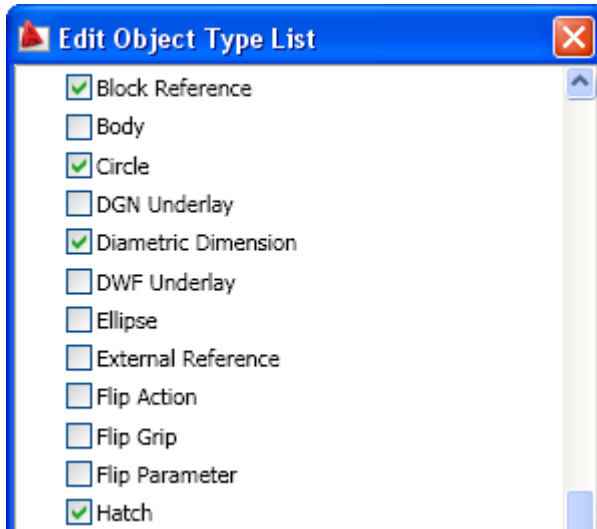 Edit Object Type List
Block Reference
Body
Circle
DGN Underlay
Diametric Dimension
DWF Underlay
Ellipse
External Reference
Flip Action
Flip Grip
Flip Parameter
Hatch